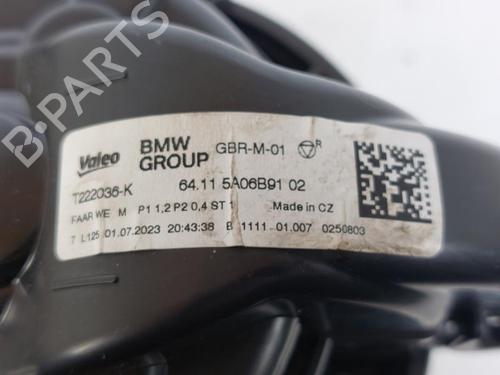 B-PARTS
Valeo BMW GROUP GBR-M-01 R
T222036-K 64.11 5A06B91 02
FAAR WE M P1 1,2 P2 0,4 ST 1 Made in CZ
7 L125 01.07.2023 20:43:38 B 1111 -01.007 0250803